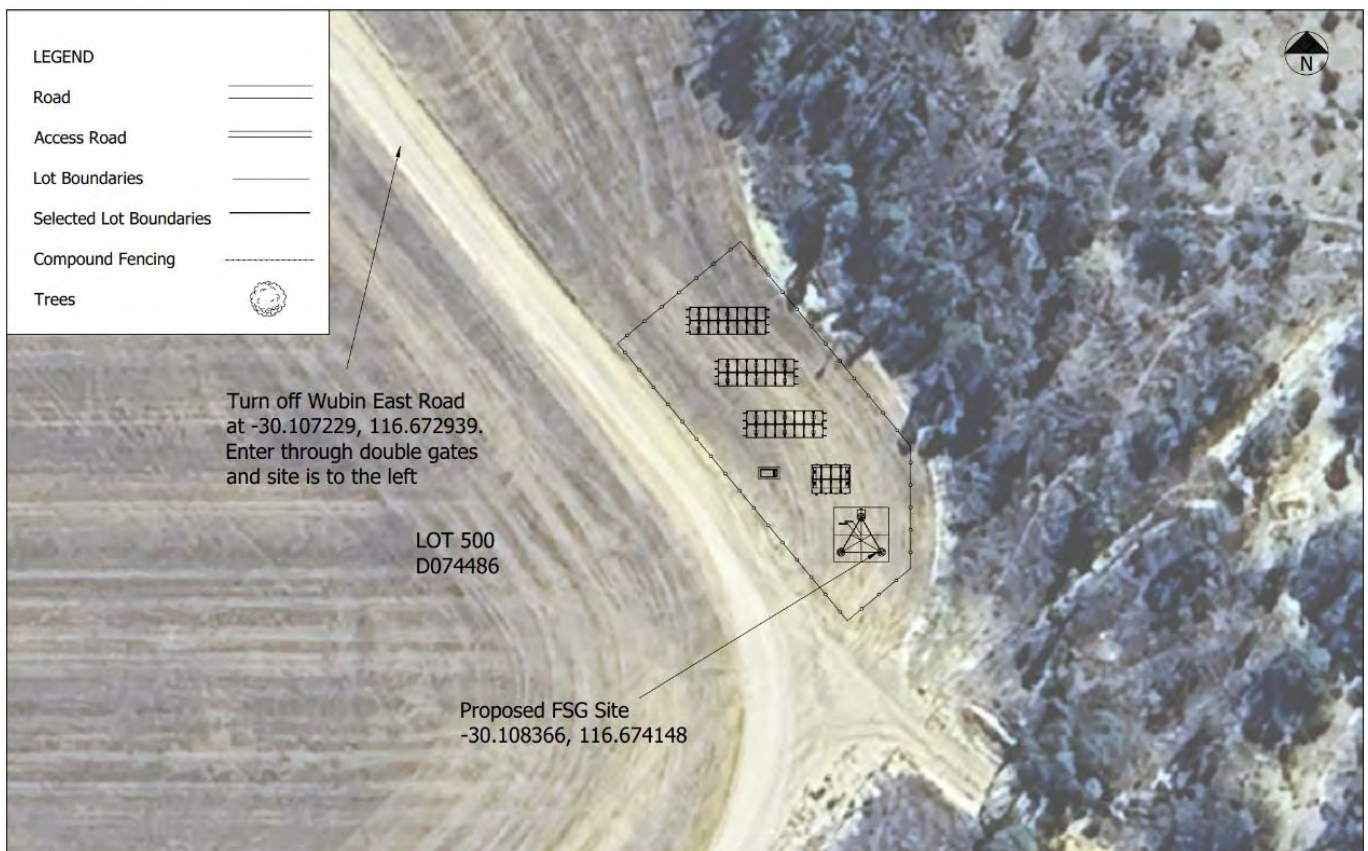 LEGEND
Road
Access Road
Lot Boundaries
Selected Lot Boundaries
Compound Fencing
Trees
N
Turn off Wubin East Road
at -30.107229, 116.672939.
Enter through double gates
and site is to the left
LOT 500
D074486
Proposed FSG Site
-30.108366, 116.674148